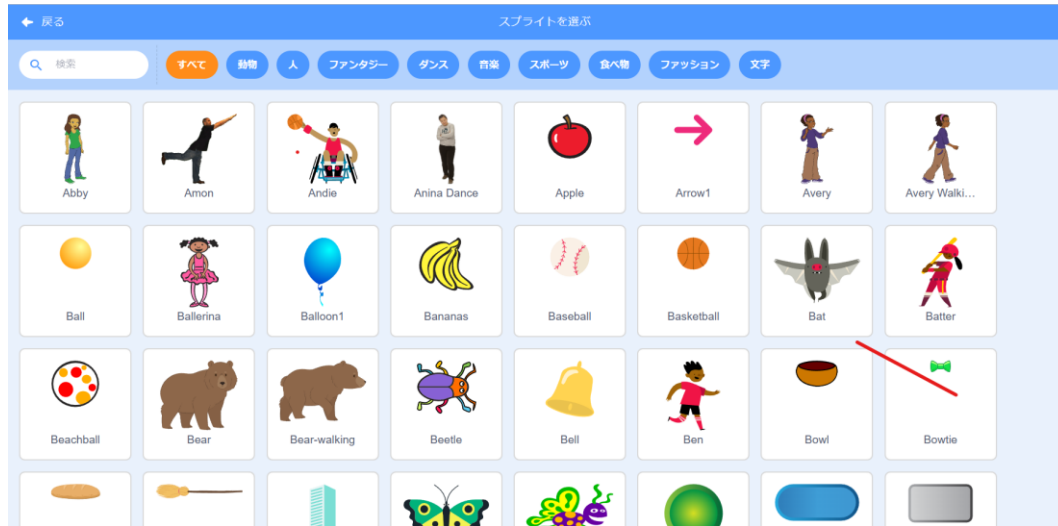 戻る
スプライトを選ぶ
検索
すべて 動物 人 ファンタジー ダンス 音楽 スポーツ 食べ物 ファッション 文字
Abby Amon Andie Anina Dance Apple Arrow1 Avery Avery Walki...
Ball Ballerina Balloon1 Bananas Baseball Basketball Bat Batter
Beachball Bear Bear-walking Beetle Bell Ben Bowl Bowtie